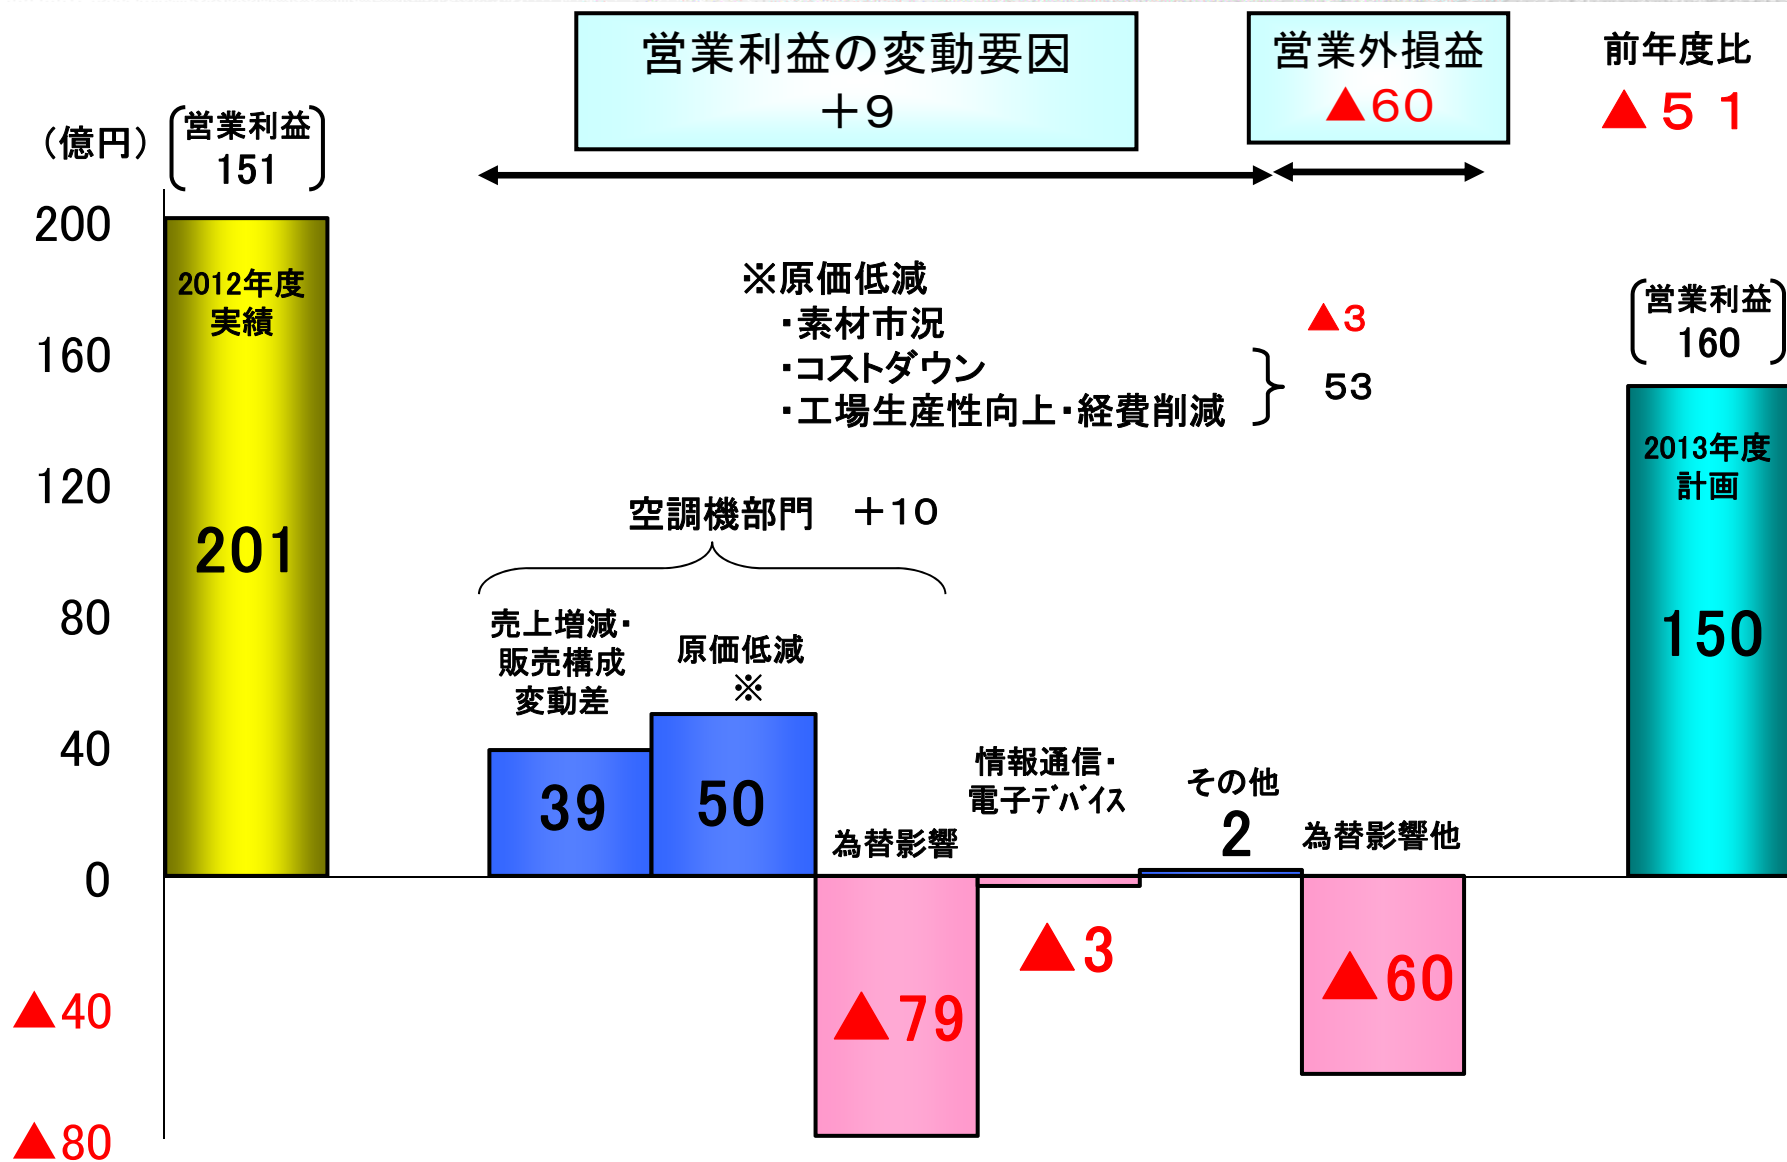 営業利益の変動要因
＋９
営業外損益
▲６０
前年度比
▲５１
（億円）
営業利益
151
200
160
120
80
40
0
▲40
▲80
2012年度
実績
201
※原価低減
・素材市況
▲３
・コストダウン
・工場生産性向上・経費削減
５３
空調機部門　＋１０
売上増減・
販売構成
変動差
39
原価低減
※
50
為替影響
▲79
情報通信・
電子ﾃﾞﾊﾞｲｽ
▲3
その他
2
為替影響他
▲60
営業利益
160
2013年度
計画
150